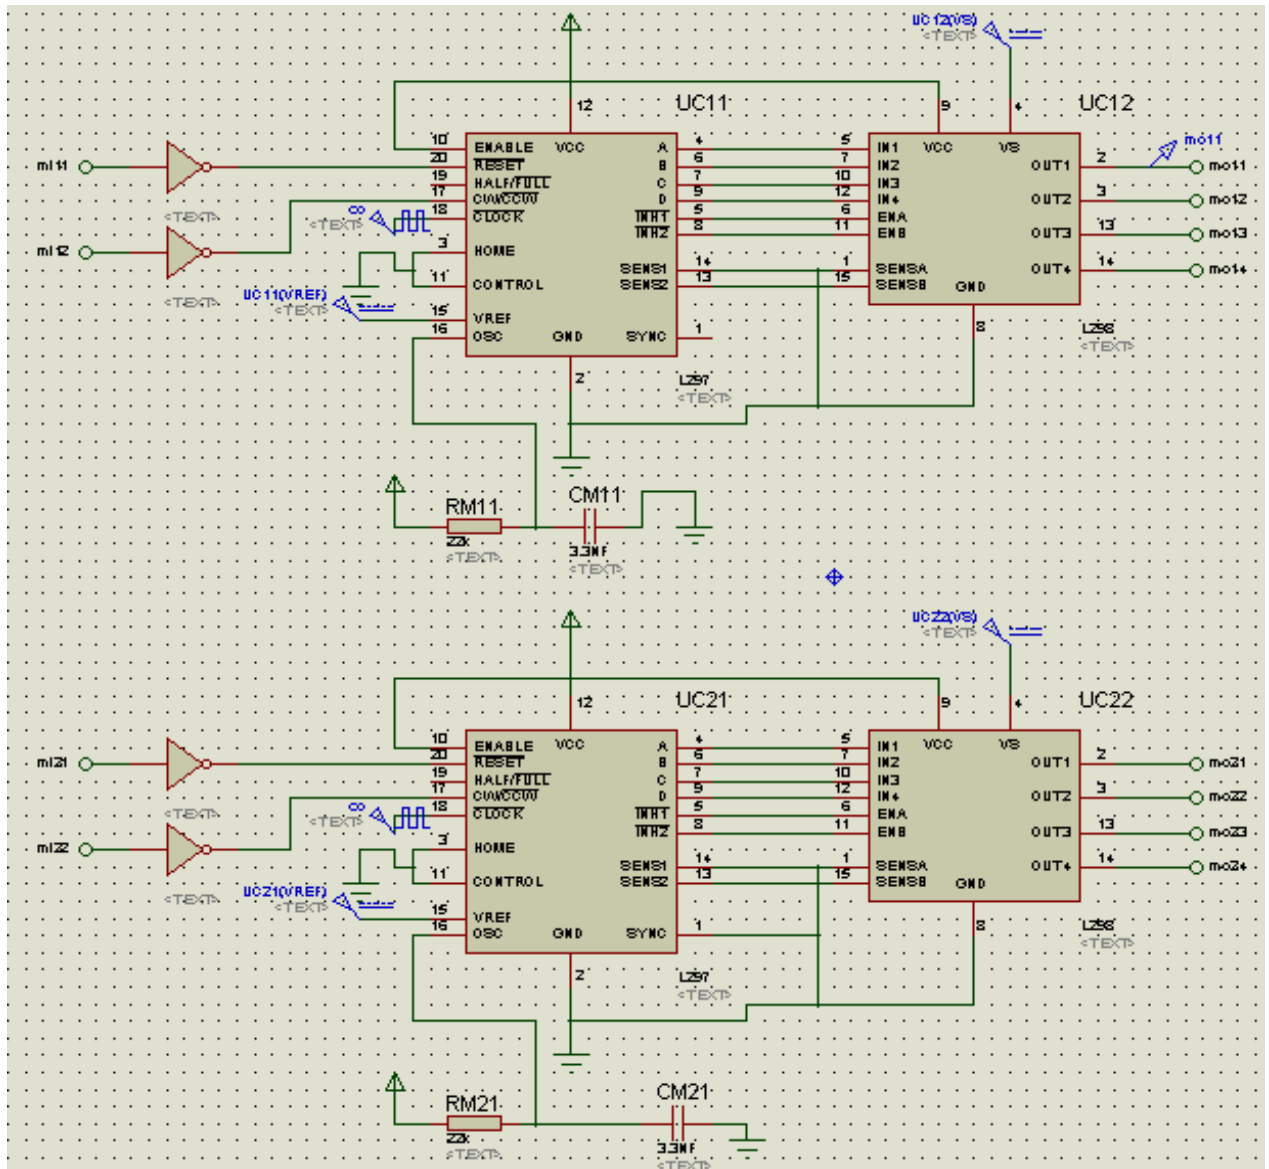 UC12(VS)
<TEXT>
UC11
UC12
12
9
4
mo11
mi11
10 ENABLE VCC A 4
5 IN1 VCC VS
20 RESET B 6
7 IN2 OUT1 2 mo11
19 HALF/FULL C 7
10 IN3
17 CW/CCW D 9
12 IN4 OUT2 3 mo12
<TEXT>
<TEXT>
18 CLOCK INH1 5
6 ENA
INH2 8
11 ENB OUT3 13 mo13
mi12
3 HOME
SENS1 14
1 SENSA OUT4 14 mo14
11 CONTROL SENS2 13
15 SENSB GND
<TEXT>
UC11(VREF)
<TEXT>
15 VREF
16 OSC GND SYNC 1
8
L298
<TEXT>
2
L297
<TEXT>
RM11
22k
<TEXT>
CM11
3.3NF
<TEXT>
UC22(VS)
<TEXT>
UC21
UC22
12
9
4
mi21
10 ENABLE VCC A 4
5 IN1 VCC VS
20 RESET B 6
7 IN2 OUT1 2 mo21
19 HALF/FULL C 7
10 IN3
17 CW/CCW D 9
12 IN4 OUT2 3 mo22
<TEXT>
<TEXT>
18 CLOCK INH1 5
6 ENA
INH2 8
11 ENB OUT3 13 mo23
mi22
3 HOME
SENS1 14
1 SENSA OUT4 14 mo24
11 CONTROL SENS2 13
15 SENSB GND
<TEXT>
UC21(VREF)
<TEXT>
15 VREF
16 OSC GND SYNC 1
8
L298
<TEXT>
2
L297
<TEXT>
RM21
22k
<TEXT>
CM21
3.3NF
<TEXT>